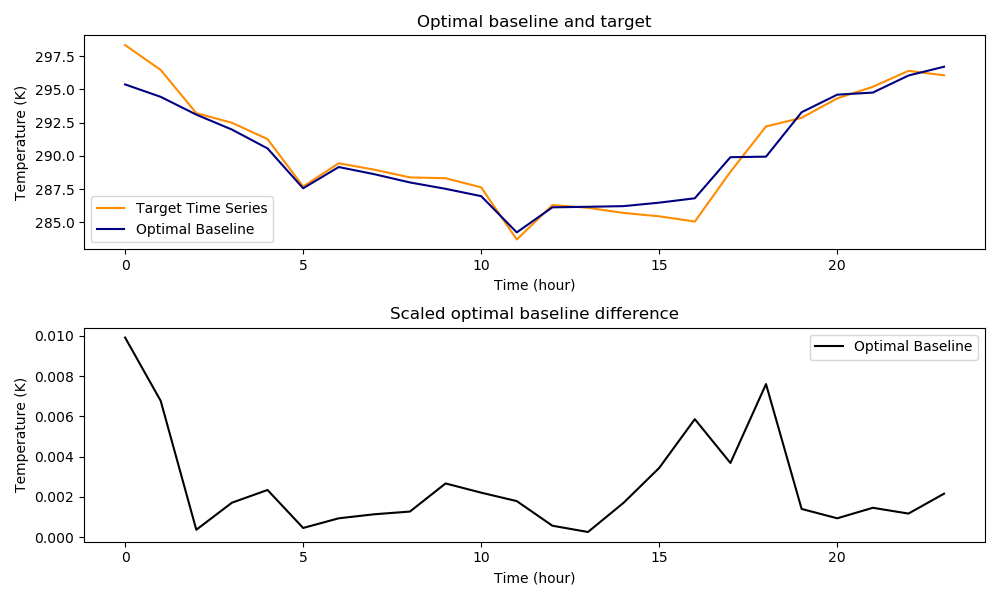 Optimal baseline and target
Temperature (K)
297.5
295.0
292.5
290.0
287.5
285.0
Target Time Series
Optimal Baseline
0
5
10
15
20
Time (hour)
Scaled optimal baseline difference
Temperature (K)
0.010
0.008
0.006
0.004
0.002
0.000
Optimal Baseline
0
5
10
15
20
Time (hour)